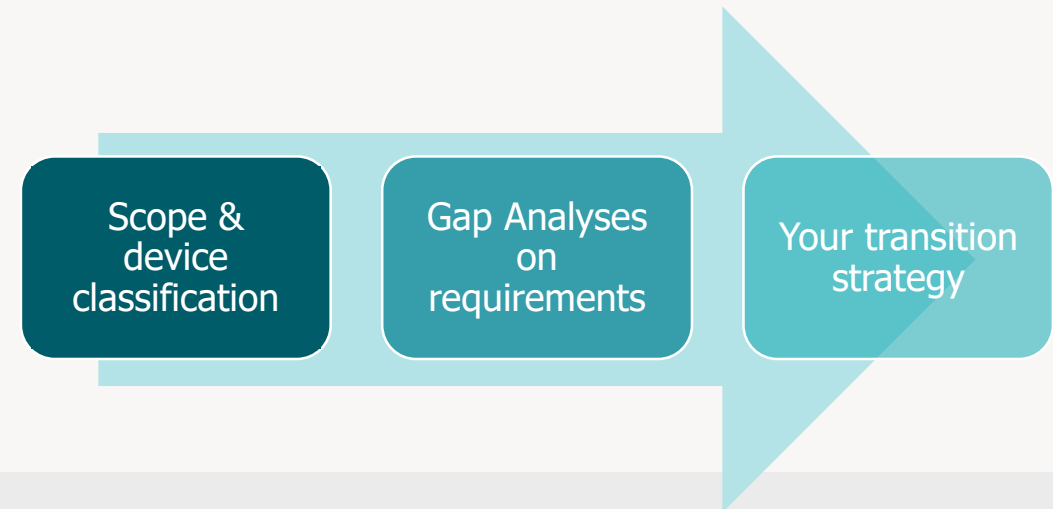 Scope &
device
classification
Gap Analyses
on
requirements
Your transition
strategy